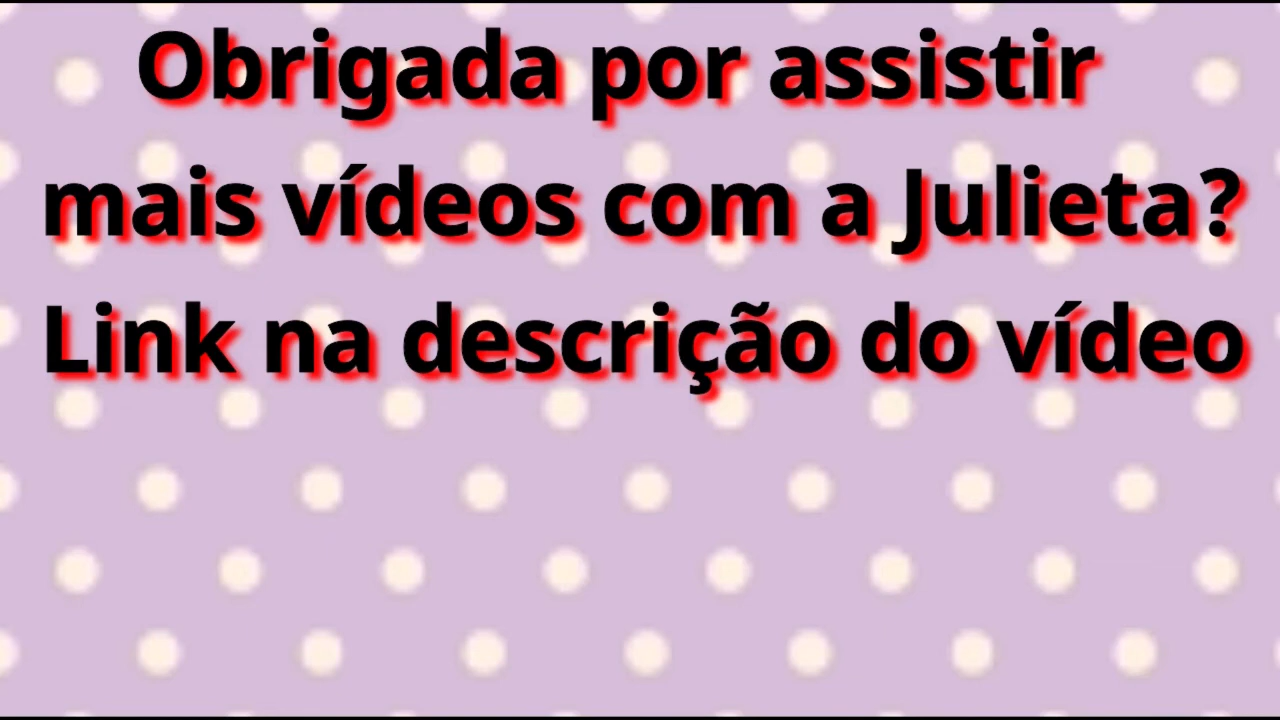 Obrigada por assistir
mais vídeos com a Julieta?
Link na descrição do vídeo